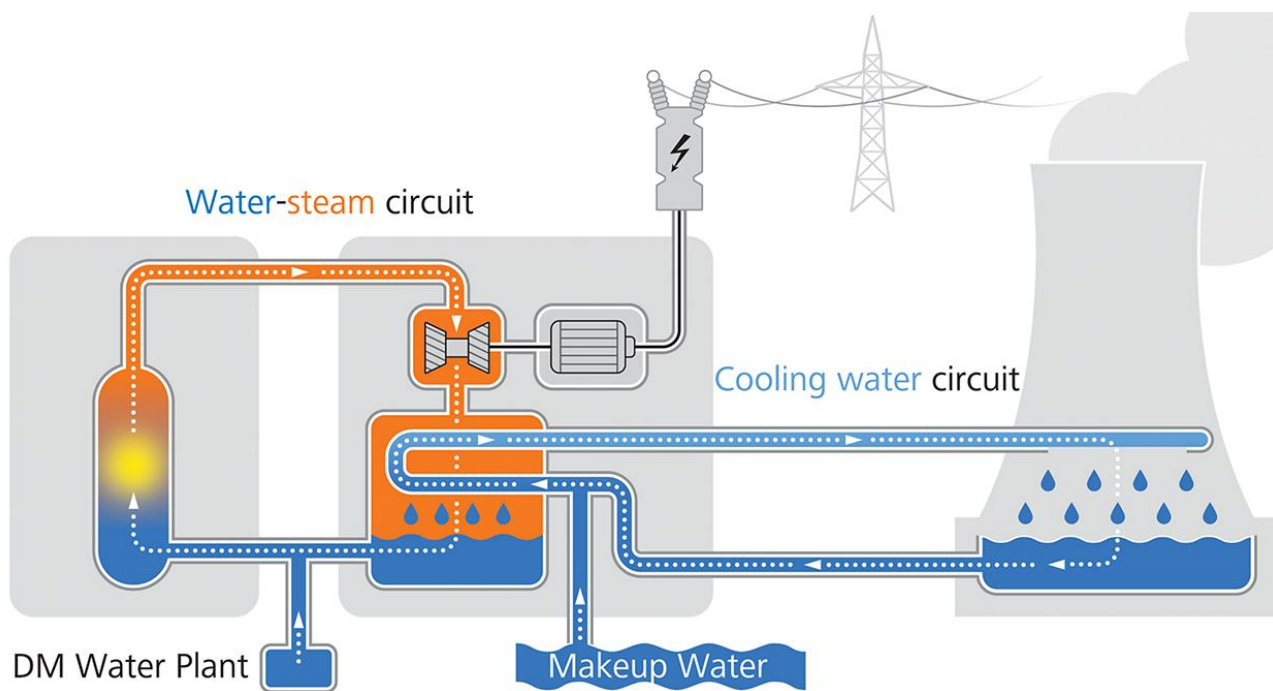 Water-steam circuit
Cooling water circuit
DM Water Plant
Makeup Water